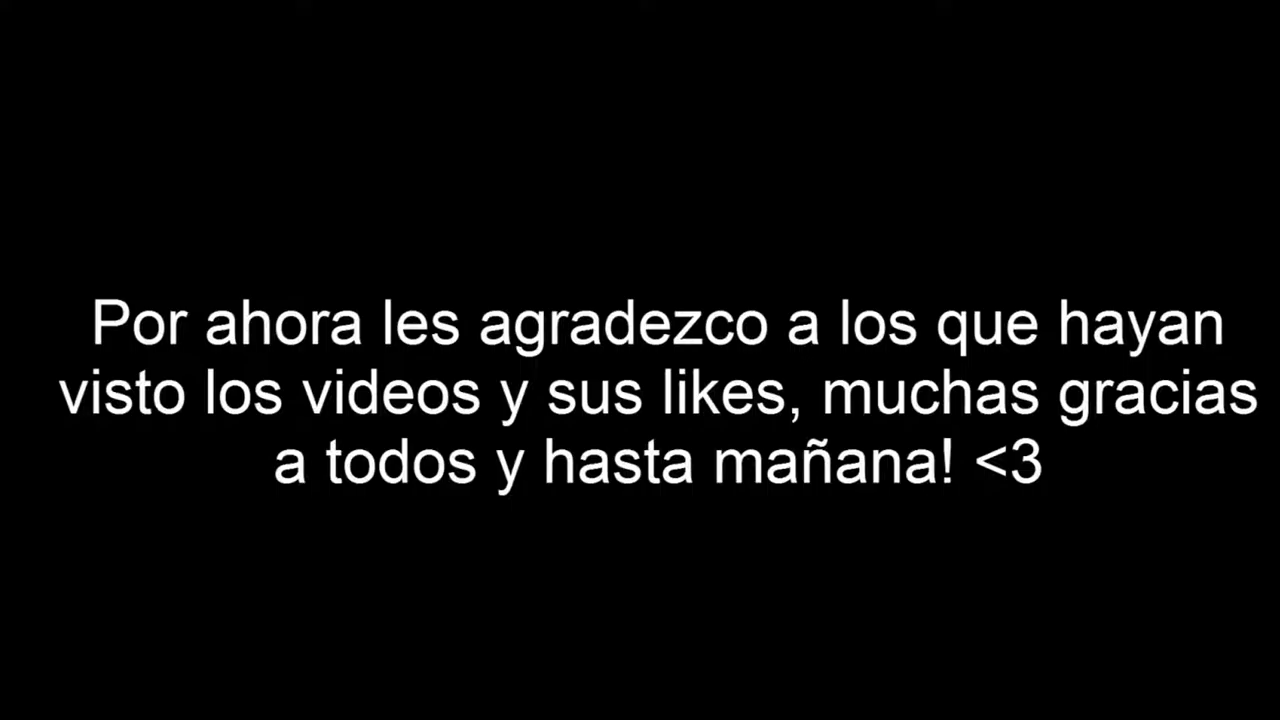 Por ahora les agradezco a los que hayan
visto los videos y sus likes, muchas gracias
a todos y hasta mañana! <3